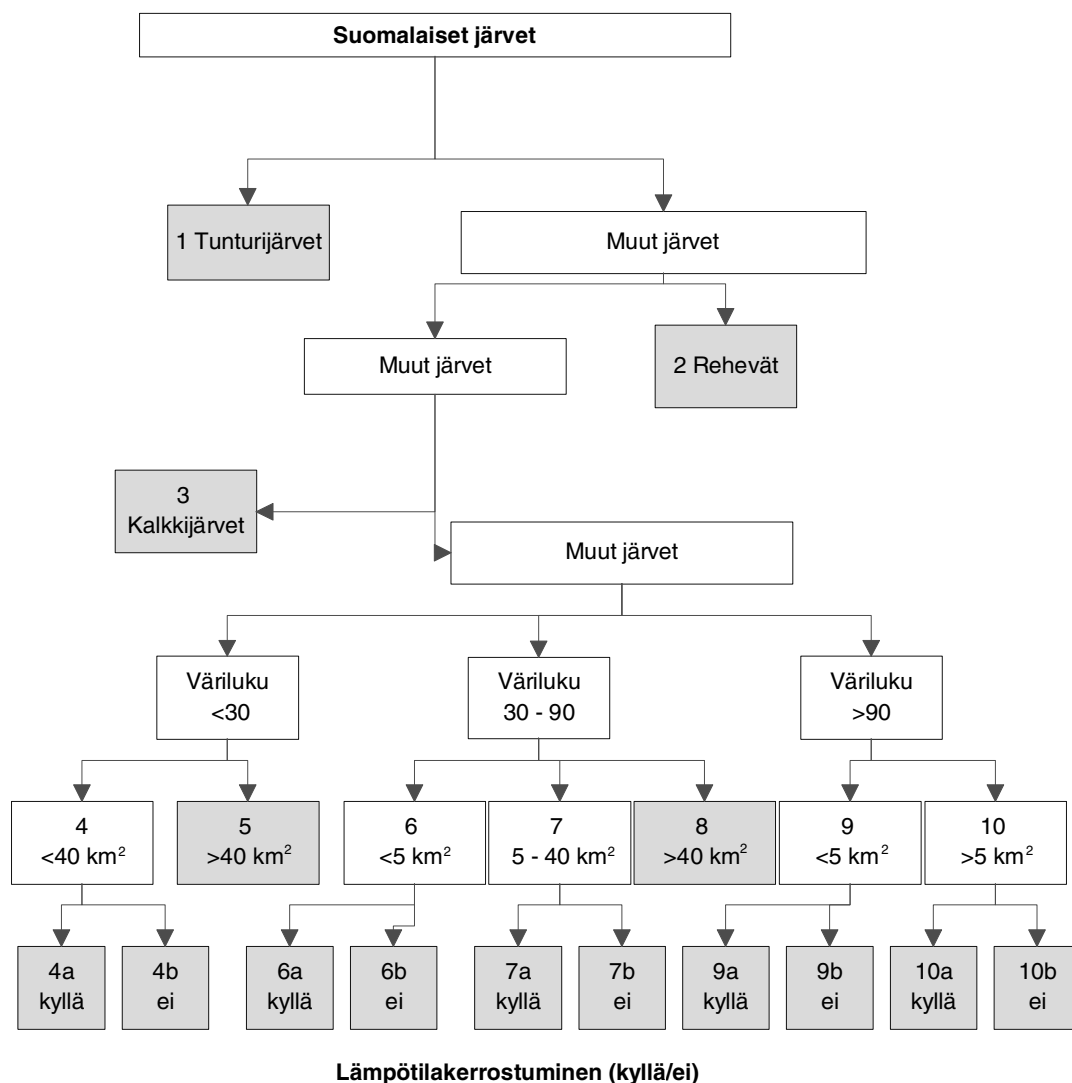 Suomalaiset järvet
1 Tunturijärvet
Muut järvet
Muut järvet
2 Rehevät
3
Kalkkijärvet
Muut järvet
Väriluku
<30
Väriluku
30 - 90
Väriluku
>90
4
<40 km²
5
>40 km²
6
<5 km²
7
5 - 40 km²
8
>40 km²
9
<5 km²
10
>5 km²
4a
kyllä
4b
ei
6a
kyllä
6b
ei
7a
kyllä
7b
ei
9a
kyllä
9b
ei
10a
kyllä
10b
ei
Lämpötilakerrostuminen (kyllä/ei)